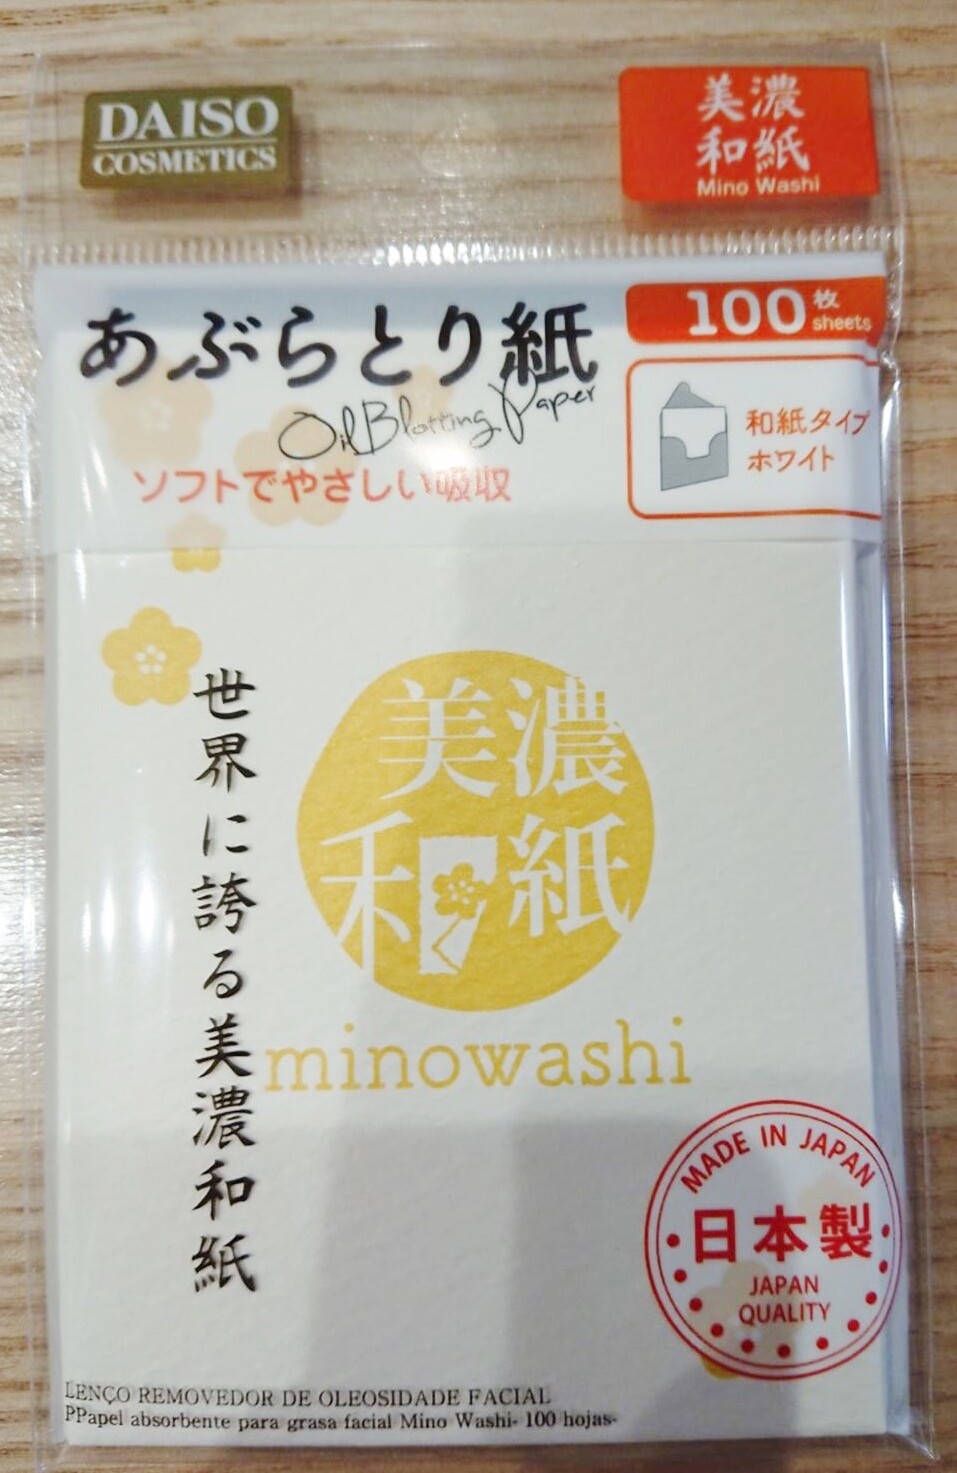 DAISO
COSMETICS
美濃
和紙
Mino Washi
あぶらとり紙
Oil Blotting Paper
ソフトでやさしい吸収
100枚
sheets
和紙タイプ
ホワイト
世界に誇る美濃和紙
美濃
和紙
minowashi
MADE IN JAPAN
日本製
JAPAN
QUALITY
LENÇO REMOVEDOR DE OLEOSIDADE FACIAL
PPapel absorbente para grasa facial Mino Washi- 100 hojas-